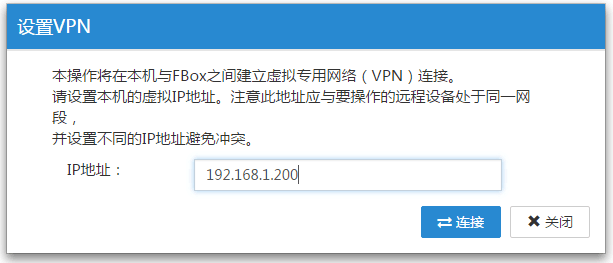 设置VPN
本操作将在本机与FBox之间建立虚拟专用网络（VPN）连接。
请设置本机的虚拟IP地址。注意此地址应与要操作的远程设备处于同一网
段，
并设置不同的IP地址避免冲突。
IP地址：
192.168.1.200
连接
关闭